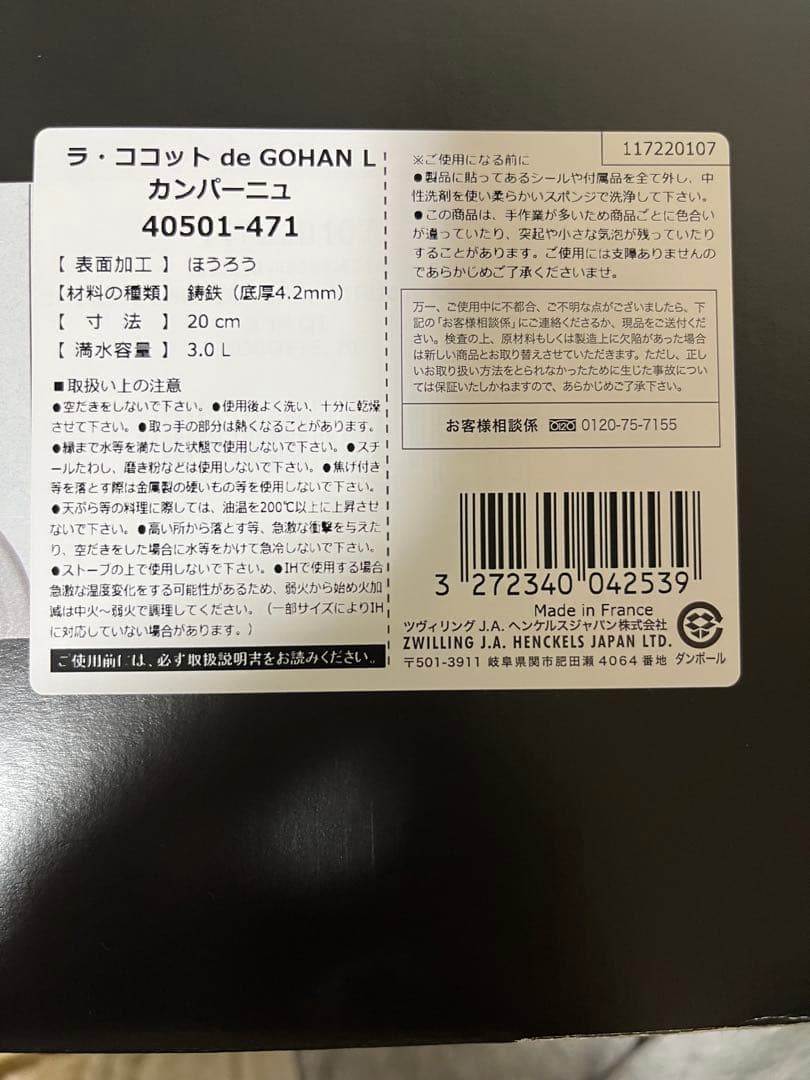 ラ・ココット de GOHAN L
カンパーニュ
40501-471
【 表面加工 】 ほうろう
【材料の種類】 鋳鉄（底厚4.2mm）
【 寸 法 】 20 cm
【 満水容量 】 3.0 L
■取扱い上の注意
●空だきをしないで下さい。●使用後よく洗い、十分に乾燥
させて下さい。●取っ手の部分は熱くなることがあります。
●縁まで水等を満たした状態で使用しないで下さい。●スチ
ールたわし、磨き粉などは使用しないで下さい。●焦げ付き
等を落とす際は金属製の硬いもの等を使用しないで下さい。
●天ぷら等の料理に際しては、油温を200℃以上に上昇させ
ないで下さい。●高い所から落とす等、急激な衝撃を与えた
り、空だきをした場合に水等をかけて急冷しないで下さい。
●ストーブの上で使用しないで下さい。●IHで使用する場合
急激な温度変化をする可能性があるため、弱火から始め火加
減は中火～弱火で調理してください。（一部サイズによりIH
に対応していない場合があります。）
ご使用前には、必ず取扱説明書をお読みください。
117220107
※ご使用になる前に
●製品に貼ってあるシールや付属品を全て外し、中
性洗剤を使い柔らかいスポンジで洗浄して下さい。
●この商品は、手作業が多いため商品ごとに色合い
が違っていたり、突起や小さな気泡が残っていたり
することがあります。ご使用には支障ありませんの
であらかじめご了承くださいませ。
万一、ご使用中に不都合、ご不明な点がございましたら、下
記の「お客様相談係」にご連絡くださるか、現品をご送付くだ
さい。検査の上、原材料もしくは製造上に欠陥があった場合
は新しい商品とお取り替えさせていただきます。ただし、正し
いお取り扱い方法をとられなかったために生じた事故につい
ては保証いたしかねますので、あらかじめご了承下さい。
お客様相談係 0120-75-7155
3 272340 042539
Made in France
ツヴィリング J.A. ヘンケルスジャパン株式会社
ZWILLING J.A. HENCKELS JAPAN LTD.
〒501-3911 岐阜県関市肥田瀬 4064 番地 ダンボール